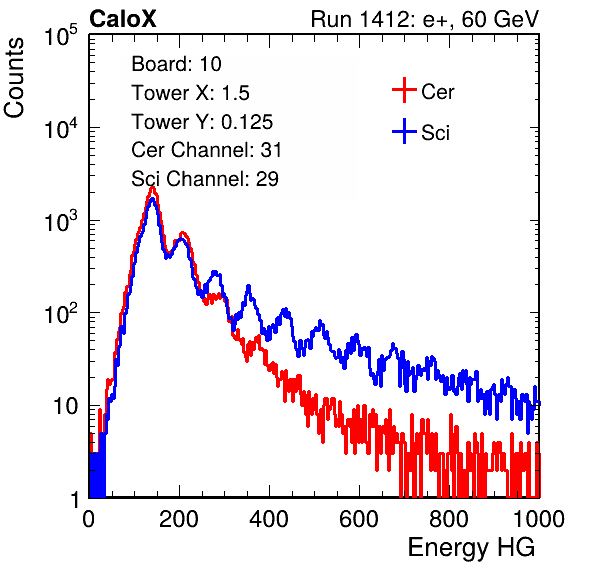 CaloX Run 1412: e+, 60 GeV
Counts
10^5
10^4
10^3
10^2
10
1
Board: 10
Tower X: 1.5
Tower Y: 0.125
Cer Channel: 31
Sci Channel: 29
Cer
Sci
0 200 400 600 800 1000
Energy HG